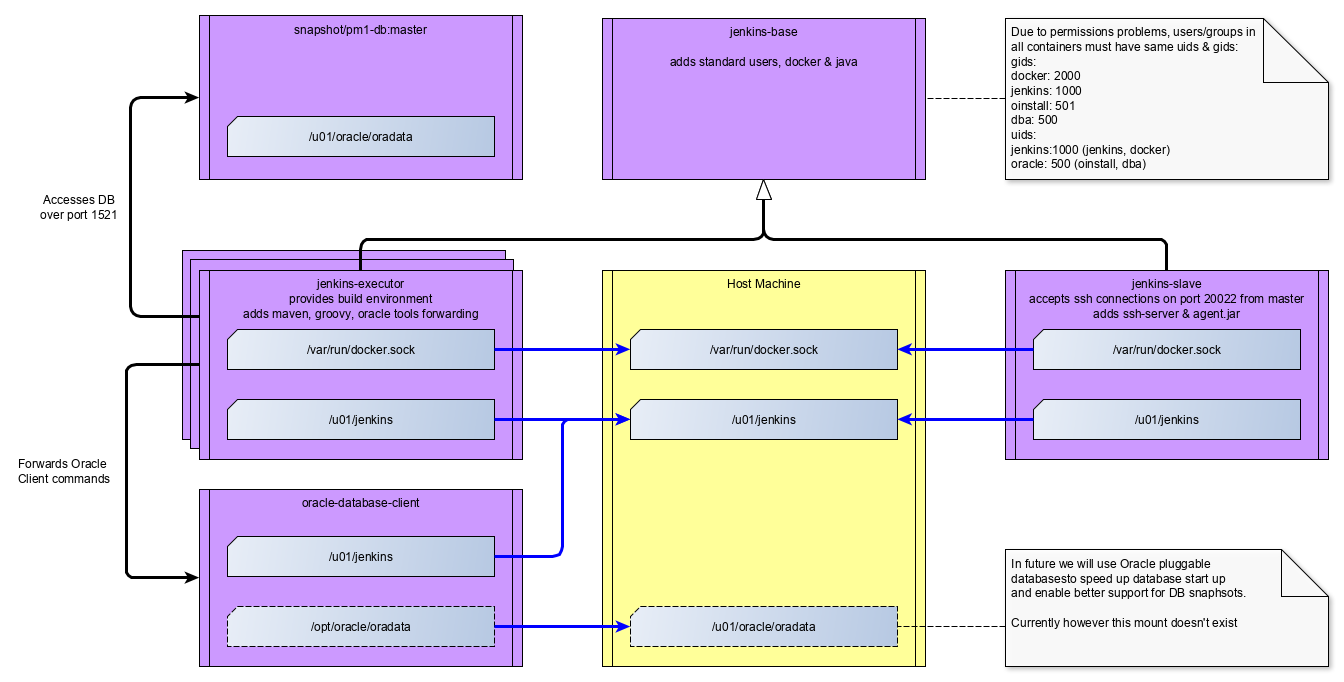 snapshot/pm1-db:master
/u01/oracle/oradata
jenkins-base
adds standard users, docker & java
Due to permissions problems, users/groups in
all containers must have same uids & gids:
gids:
docker: 2000
jenkins: 1000
oinstall: 501
dba: 500
uids:
jenkins:1000 (jenkins, docker)
oracle: 500 (oinstall, dba)
Accesses DB
over port 1521
jenkins-executor
provides build environment
adds maven, groovy, oracle tools forwarding
/var/run/docker.sock
/u01/jenkins
Host Machine
/var/run/docker.sock
/u01/jenkins
/u01/oracle/oradata
jenkins-slave
accepts ssh connections on port 20022 from master
adds ssh-server & agent.jar
/var/run/docker.sock
/u01/jenkins
Forwards Oracle
Client commands
oracle-database-client
/u01/jenkins
/opt/oracle/oradata
In future we will use Oracle pluggable
databasesto speed up database start up
and enable better support for DB snaphsots.
Currently however this mount doesn't exist